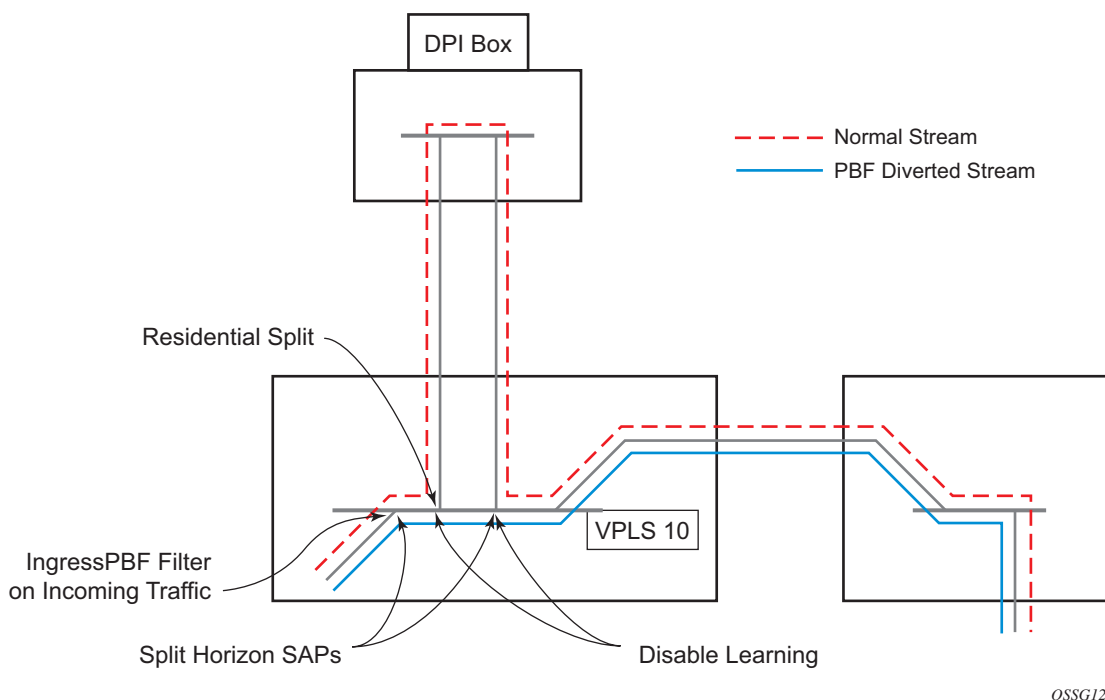 DPI Box
Normal Stream
PBF Diverted Stream
Residential Split
VPLS 10
IngressPBF Filter
on Incoming Traffic
Split Horizon SAPs
Disable Learning
OSSG12